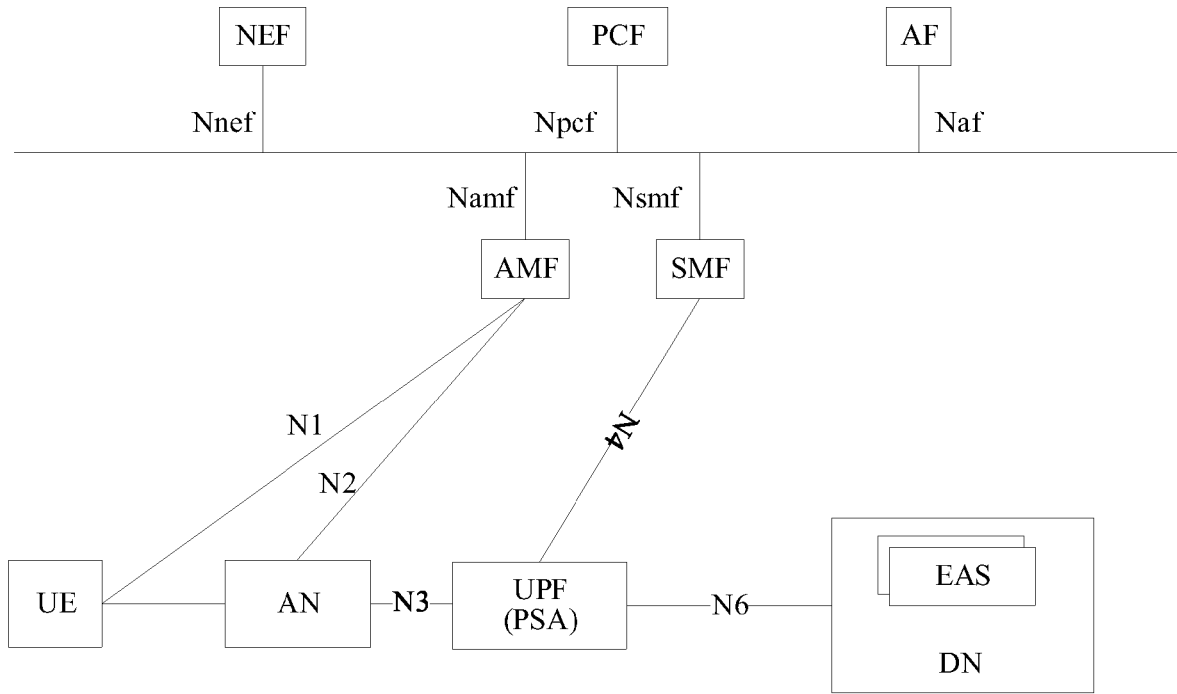 NEF
PCF
AF
Nnef
Npcf
Naf
Namf
Nsmf
AMF
SMF
N1
N4
N2
UE
AN
N3
UPF
(PSA)
N6
EAS
DN